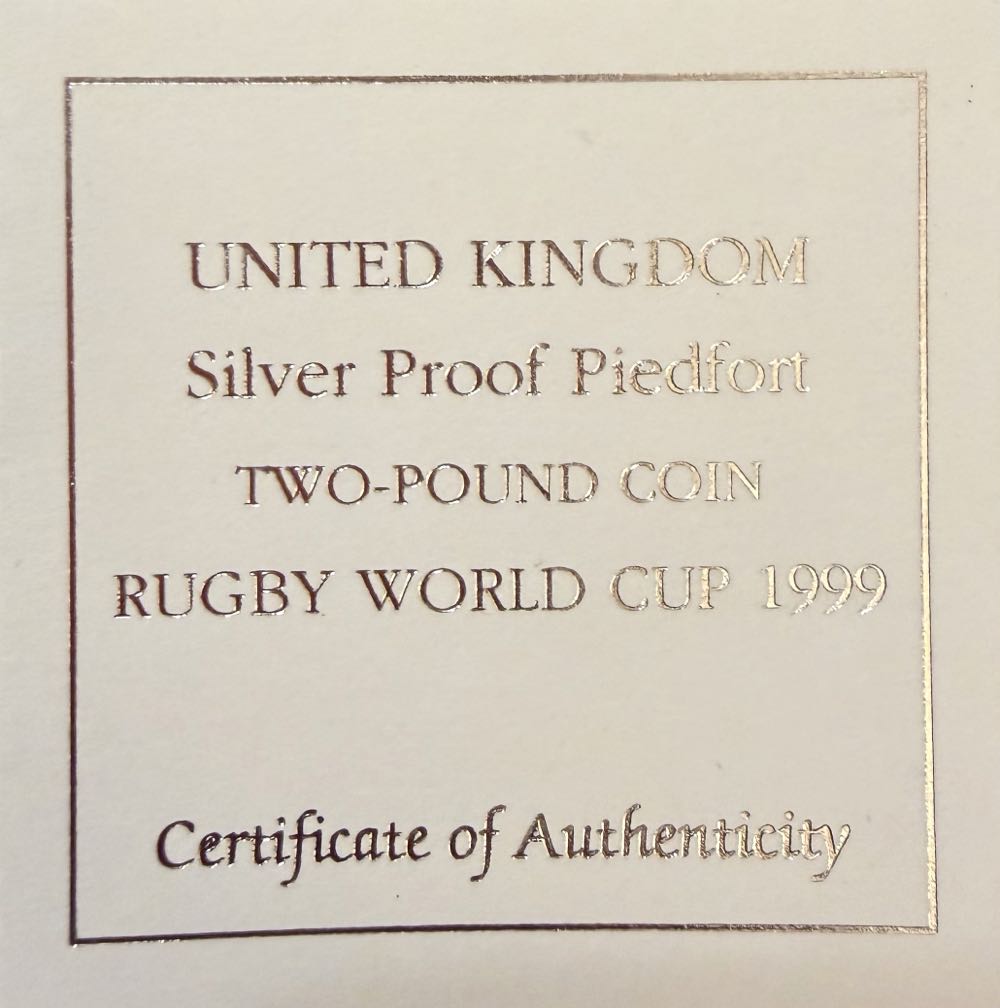 UNITED KINGDOM
Silver Proof Piedfort
TWO-POUND COIN
RUGBY WORLD CUP 1999
Certificate of Authenticity